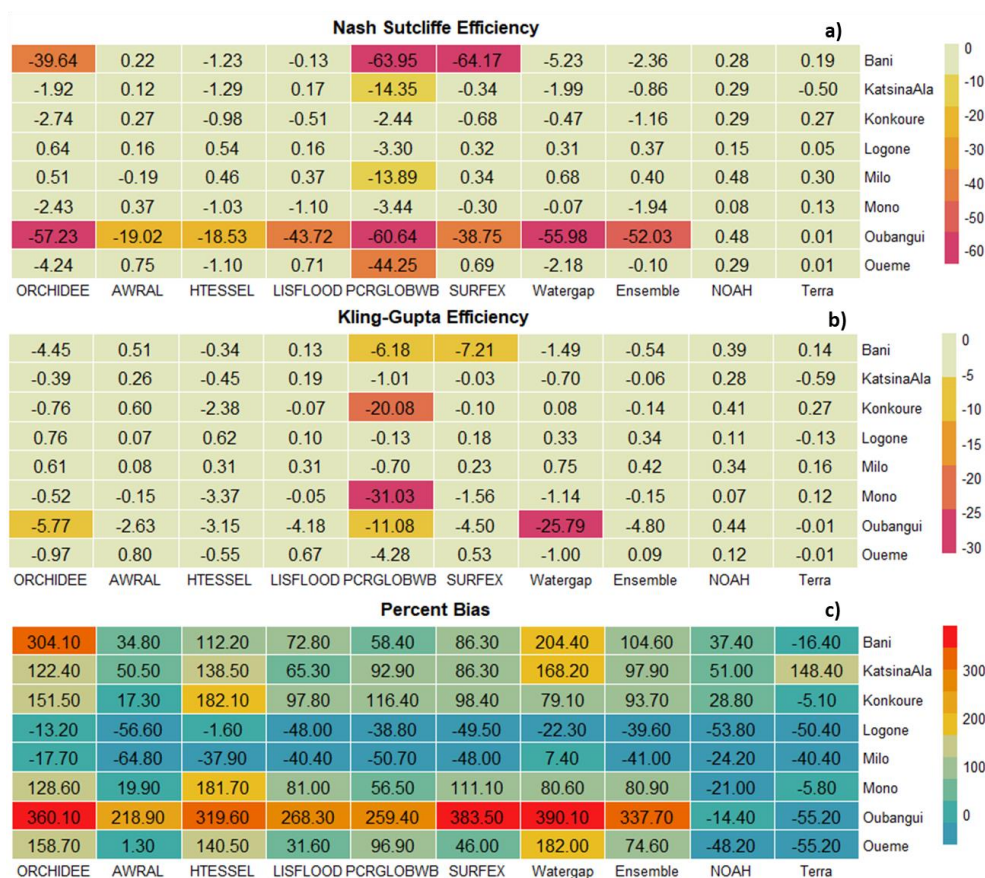 Nash Sutcliffe Efficiency a)
-39.64 0.22 -1.23 -0.13 -63.95 -64.17 -5.23 -2.36 0.28 0.19 Bani 0
-1.92 0.12 -1.29 0.17 -14.35 -0.34 -1.99 -0.86 0.29 -0.50 KatsinaAla -10
-2.74 0.27 -0.98 -0.51 -2.44 -0.68 -0.47 -1.16 0.29 0.27 Konkoure -20
0.64 0.16 0.54 0.16 -3.30 0.32 0.31 0.37 0.15 0.05 Logone -30
0.51 -0.19 0.46 0.37 -13.89 0.34 0.68 0.40 0.48 0.30 Milo -40
-2.43 0.37 -1.03 -1.10 -3.44 -0.30 -0.07 -1.94 0.08 0.13 Mono -50
-57.23 -19.02 -18.53 -43.72 -60.64 -38.75 -55.98 -52.03 0.48 0.01 Oubangui -60
-4.24 0.75 -1.10 0.71 -44.25 0.69 -2.18 -0.10 0.29 0.01 Oueme
ORCHIDEE AWRAL HTESSEL LISFLOOD PCRGLOBWB SURFEX Watergap Ensemble NOAH Terra
Kling-Gupta Efficiency b)
-4.45 0.51 -0.34 0.13 -6.18 -7.21 -1.49 -0.54 0.39 0.14 Bani 0
-0.39 0.26 -0.45 0.19 -1.01 -0.03 -0.70 -0.06 0.28 -0.59 KatsinaAla -5
-0.76 0.60 -2.38 -0.07 -20.08 -0.10 0.08 -0.14 0.41 0.27 Konkoure -10
0.76 0.07 0.62 0.10 -0.13 0.18 0.33 0.34 0.11 -0.13 Logone -15
0.61 0.08 0.31 0.31 -0.70 0.23 0.75 0.42 0.34 0.16 Milo -20
-0.52 -0.15 -3.37 -0.05 -31.03 -1.56 -1.14 -0.15 0.07 0.12 Mono -25
-5.77 -2.63 -3.15 -4.18 -11.08 -4.50 -25.79 -4.80 0.44 -0.01 Oubangui
-0.97 0.80 -0.55 0.67 -4.28 0.53 -1.00 0.09 0.12 -0.01 Oueme -30
ORCHIDEE AWRAL HTESSEL LISFLOOD PCRGLOBWB SURFEX Watergap Ensemble NOAH Terra
Percent Bias c)
304.10 34.80 112.20 72.80 58.40 86.30 204.40 104.60 37.40 -16.40 Bani
122.40 50.50 138.50 65.30 92.90 86.30 168.20 97.90 51.00 148.40 KatsinaAla 300
151.50 17.30 182.10 97.80 116.40 98.40 79.10 93.70 28.80 -5.10 Konkoure
-13.20 -56.60 -1.60 -48.00 -38.80 -49.50 -22.30 -39.60 -53.80 -50.40 Logone 200
-17.70 -64.80 -37.90 -40.40 -50.70 -48.00 7.40 -41.00 -24.20 -40.40 Milo 100
128.60 19.90 181.70 81.00 56.50 111.10 80.60 80.90 -21.00 -5.80 Mono
360.10 218.90 319.60 268.30 259.40 383.50 390.10 337.70 -14.40 -55.20 Oubangui 0
158.70 1.30 140.50 31.60 96.90 46.00 182.00 74.60 -48.20 -55.20 Oueme
ORCHIDEE AWRAL HTESSEL LISFLOOD PCRGLOBWB SURFEX Watergap Ensemble NOAH Terra